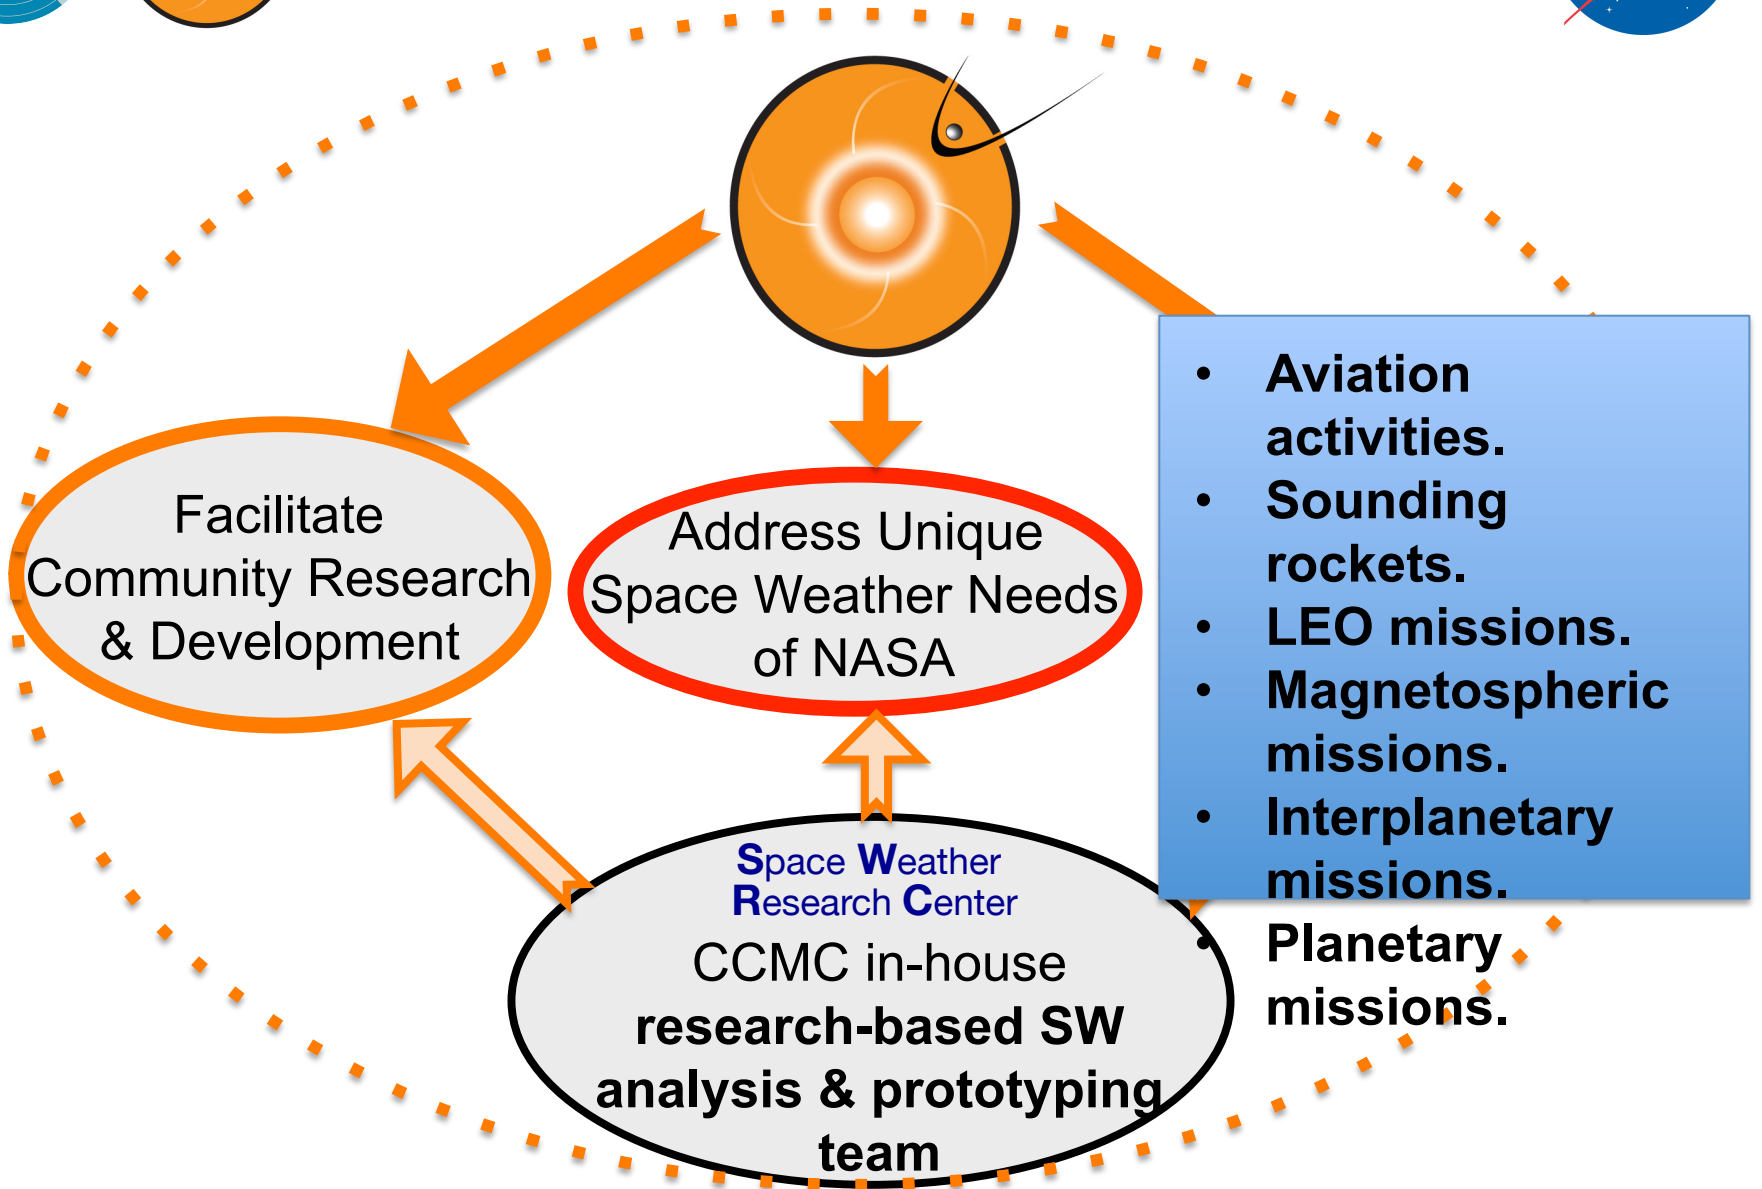 Facilitate
Community Research
& Development
Address Unique
Space Weather Needs
of NASA
• Aviation
activities.
• Sounding
rockets.
• LEO missions.
• Magnetospheric
missions.
• Interplanetary
missions.
• Planetary
missions.
Space Weather
Research Center
CCMC in-house
research-based SW
analysis & prototyping
team